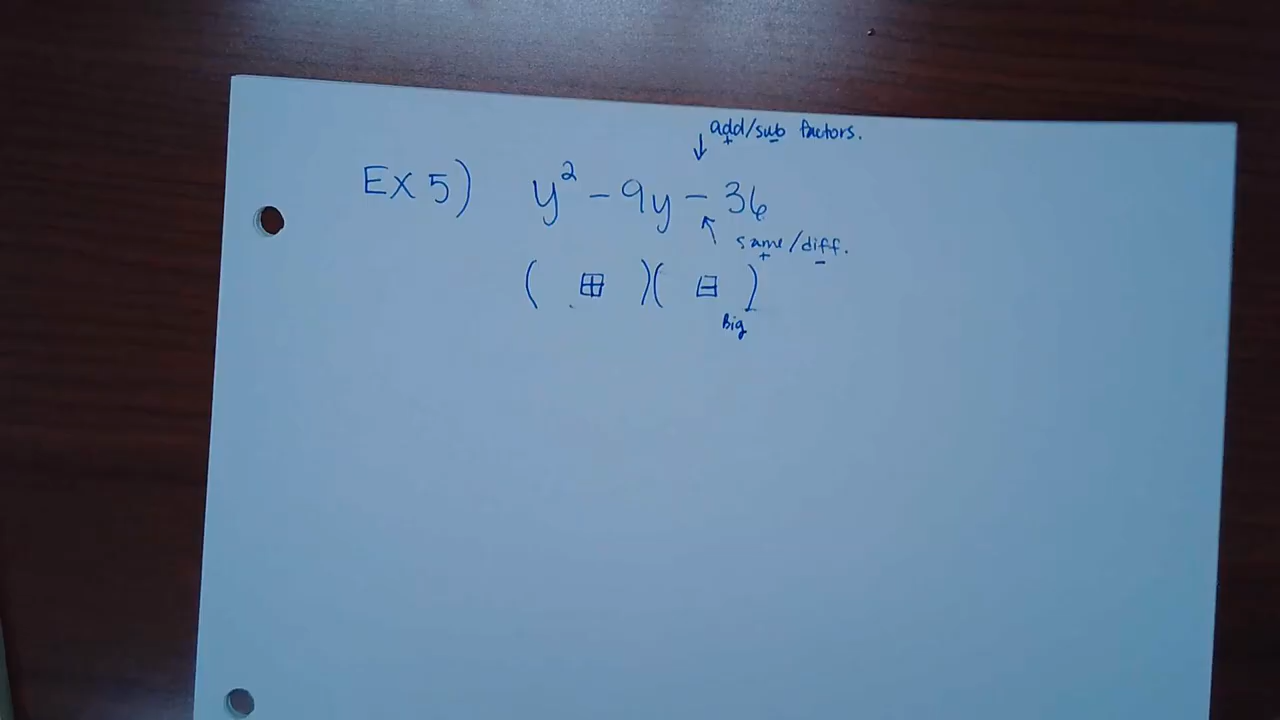 add/sub factors.
+ −
↓
EX 5) y² − 9y − 36
↖ same/diff.
+ −
( + )( − )
Big